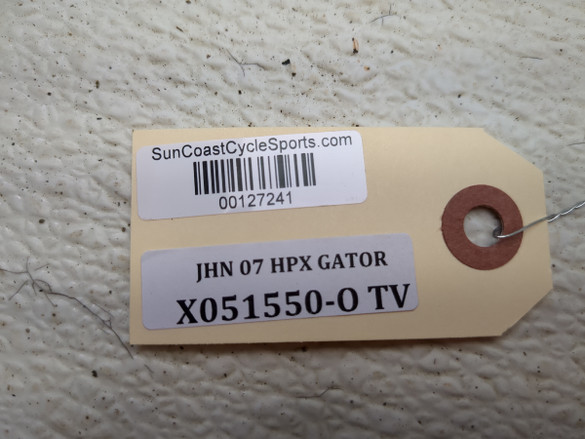 SunCoastCycleSports.com
00127241
JHN 07 HPX GATOR
X051550-O TV